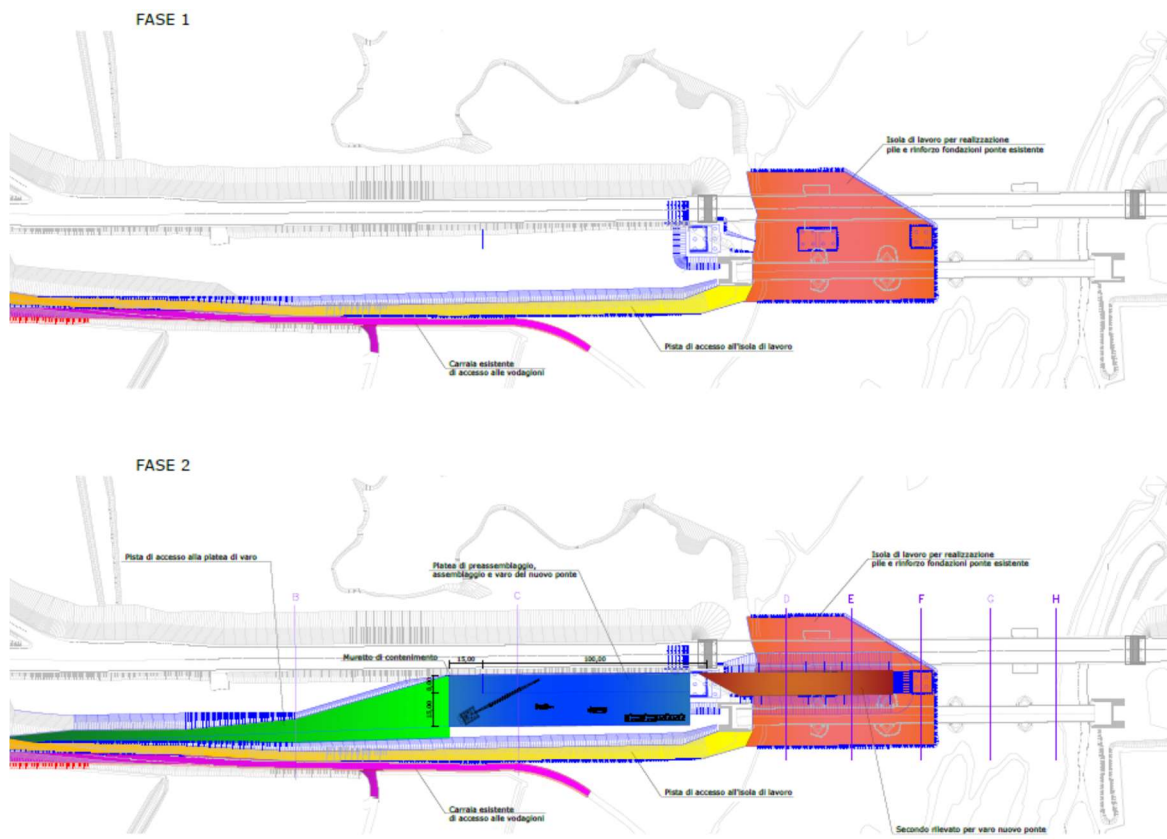 FASE 1
Isola di lavoro per realizzazione
pile e rinforzo fondazioni ponte esistente
Pista di accesso all'isola di lavoro
Carraia esistente
di accesso alle vodagioni
FASE 2
Pista di accesso alla platea di varo
Platea di preassemblaggio,
assemblaggio e varo del nuovo ponte
Isola di lavoro per realizzazione
pile e rinforzo fondazioni ponte esistente
B
C
D
E
F
G
H
Muretto di contenimento
15,00
100,00
15,00
Pista di accesso all'isola di lavoro
Carraia esistente
di accesso alle vodagioni
Secondo rilevato per varo nuovo ponte